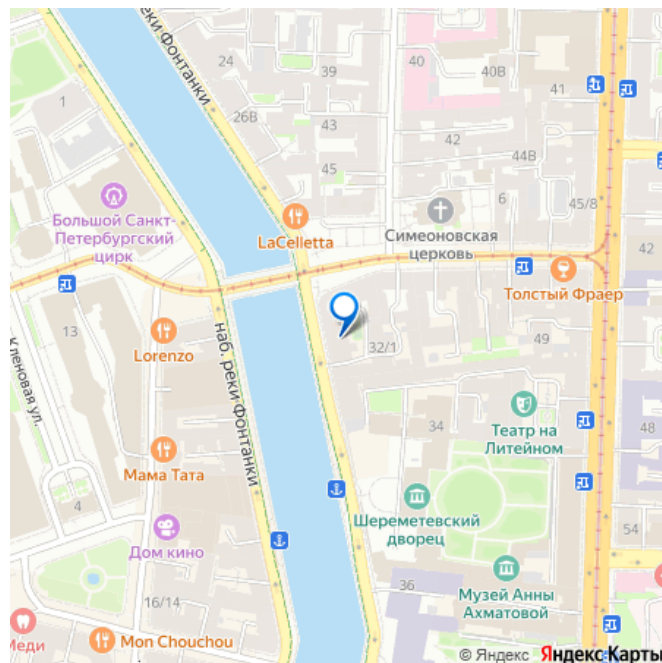 реки Фонтанки
24
39
40
40В
41
1
26В
43
42
44В
45
45/8
6
Большой Санкт-
Петербургский
цирк
LaCelletta
Симеоновская
церковь
42
Толстый Фраер
13
Lorenzo
32/1
49
Кленовая ул.
наб. реки Фонтанки
Театр на
Литейном
34
48
Мама Тата
4
Шереметевский
дворец
Дом кино
54
36
Музей Анны
Ахматовой
16/14
Меди
Mon Chouchou
© Яндекс Яндекс Карты